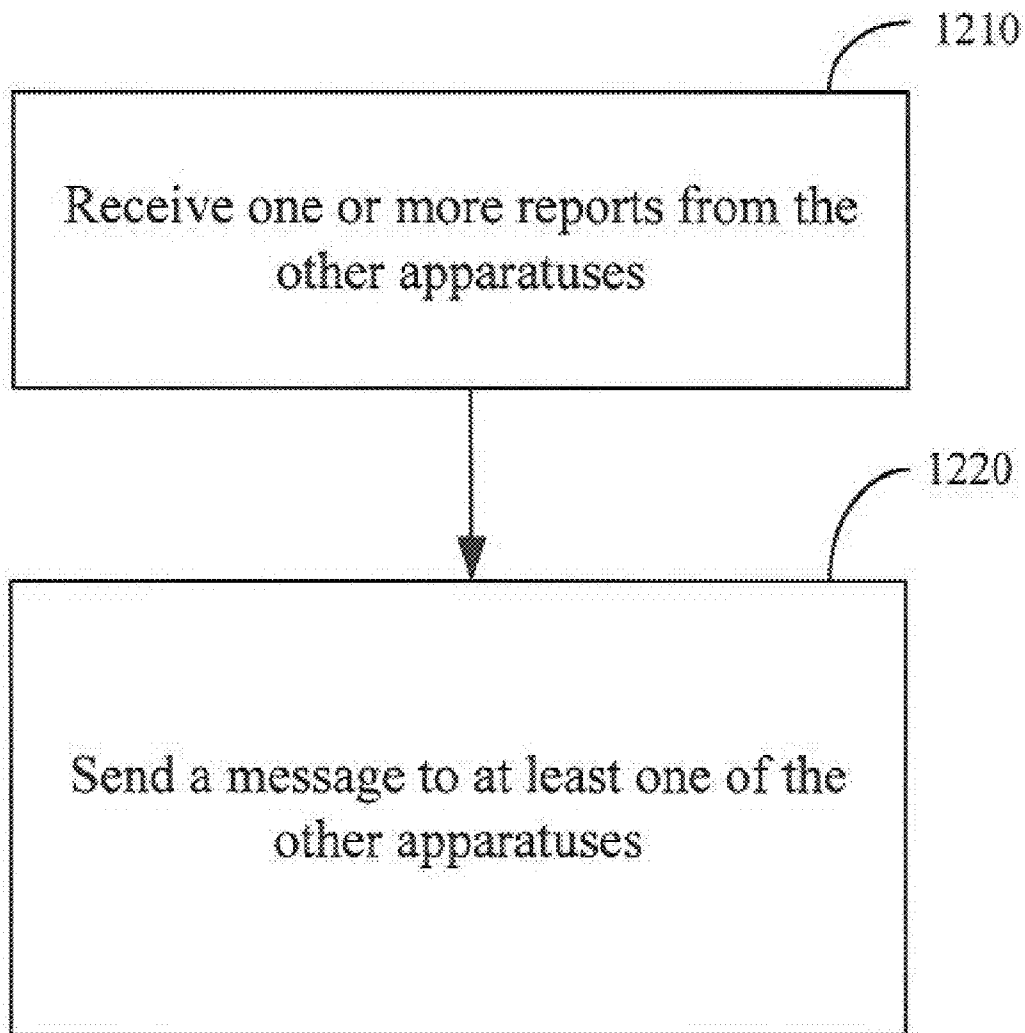 1210
Receive one or more reports from the
other apparatuses
1220
Send a message to at least one of the
other apparatuses